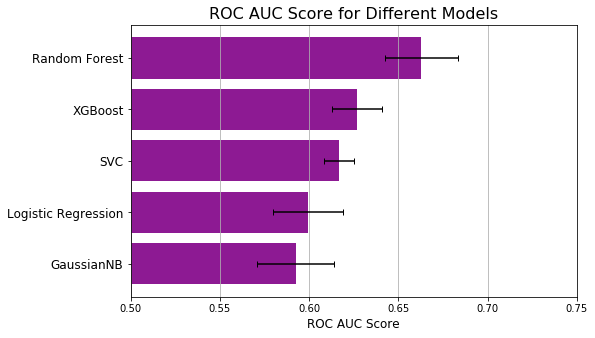 ROC AUC Score for Different Models
Random Forest
XGBoost
SVC
Logistic Regression
GaussianNB
0.50 0.55 0.60 0.65 0.70 0.75
ROC AUC Score